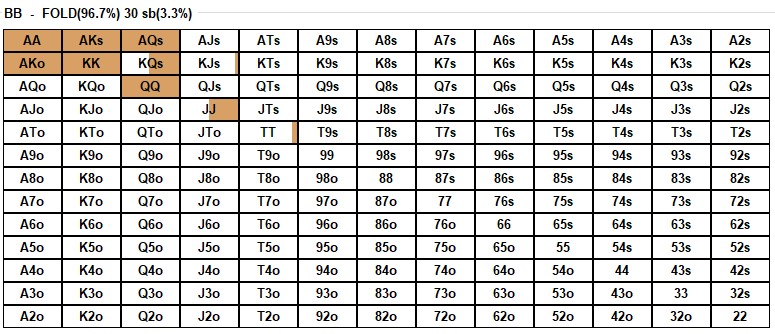 BB - FOLD(96.7%) 30 sb(3.3%)
AA AKs AQs AJs ATs A9s A8s A7s A6s A5s A4s A3s A2s
AKo KK KQs KJs KTs K9s K8s K7s K6s K5s K4s K3s K2s
AQo KQo QQ QJs QTs Q9s Q8s Q7s Q6s Q5s Q4s Q3s Q2s
AJo KJo QJo JJ JTs J9s J8s J7s J6s J5s J4s J3s J2s
ATo KTo QTo JTo TT T9s T8s T7s T6s T5s T4s T3s T2s
A9o K9o Q9o J9o T9o 99 98s 97s 96s 95s 94s 93s 92s
A8o K8o Q8o J8o T8o 98o 88 87s 86s 85s 84s 83s 82s
A7o K7o Q7o J7o T7o 97o 87o 77 76s 75s 74s 73s 72s
A6o K6o Q6o J6o T6o 96o 86o 76o 66 65s 64s 63s 62s
A5o K5o Q5o J5o T5o 95o 85o 75o 65o 55 54s 53s 52s
A4o K4o Q4o J4o T4o 94o 84o 74o 64o 54o 44 43s 42s
A3o K3o Q3o J3o T3o 93o 83o 73o 63o 53o 43o 33 32s
A2o K2o Q2o J2o T2o 92o 82o 72o 62o 52o 42o 32o 22